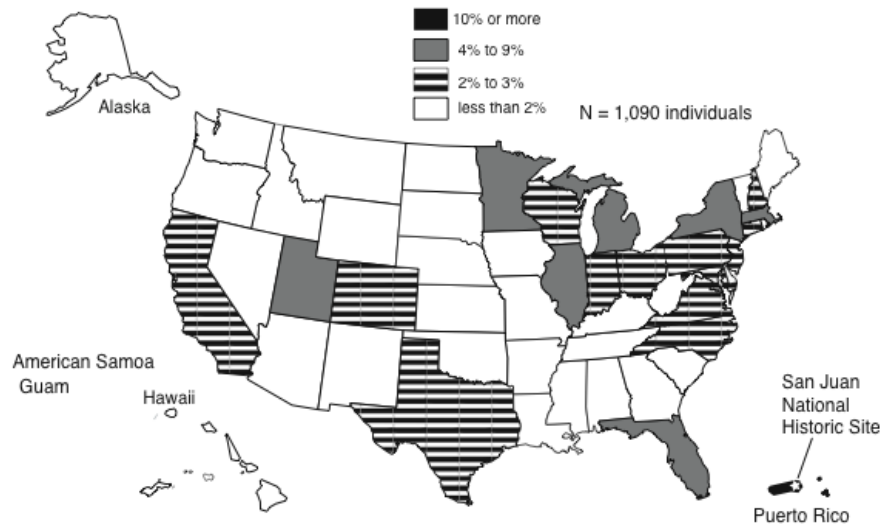 10% or more
4% to 9%
2% to 3%
less than 2%
N = 1,090 individuals
Alaska
American Samoa
Guam
Hawaii
San Juan
National
Historic Site
Puerto Rico